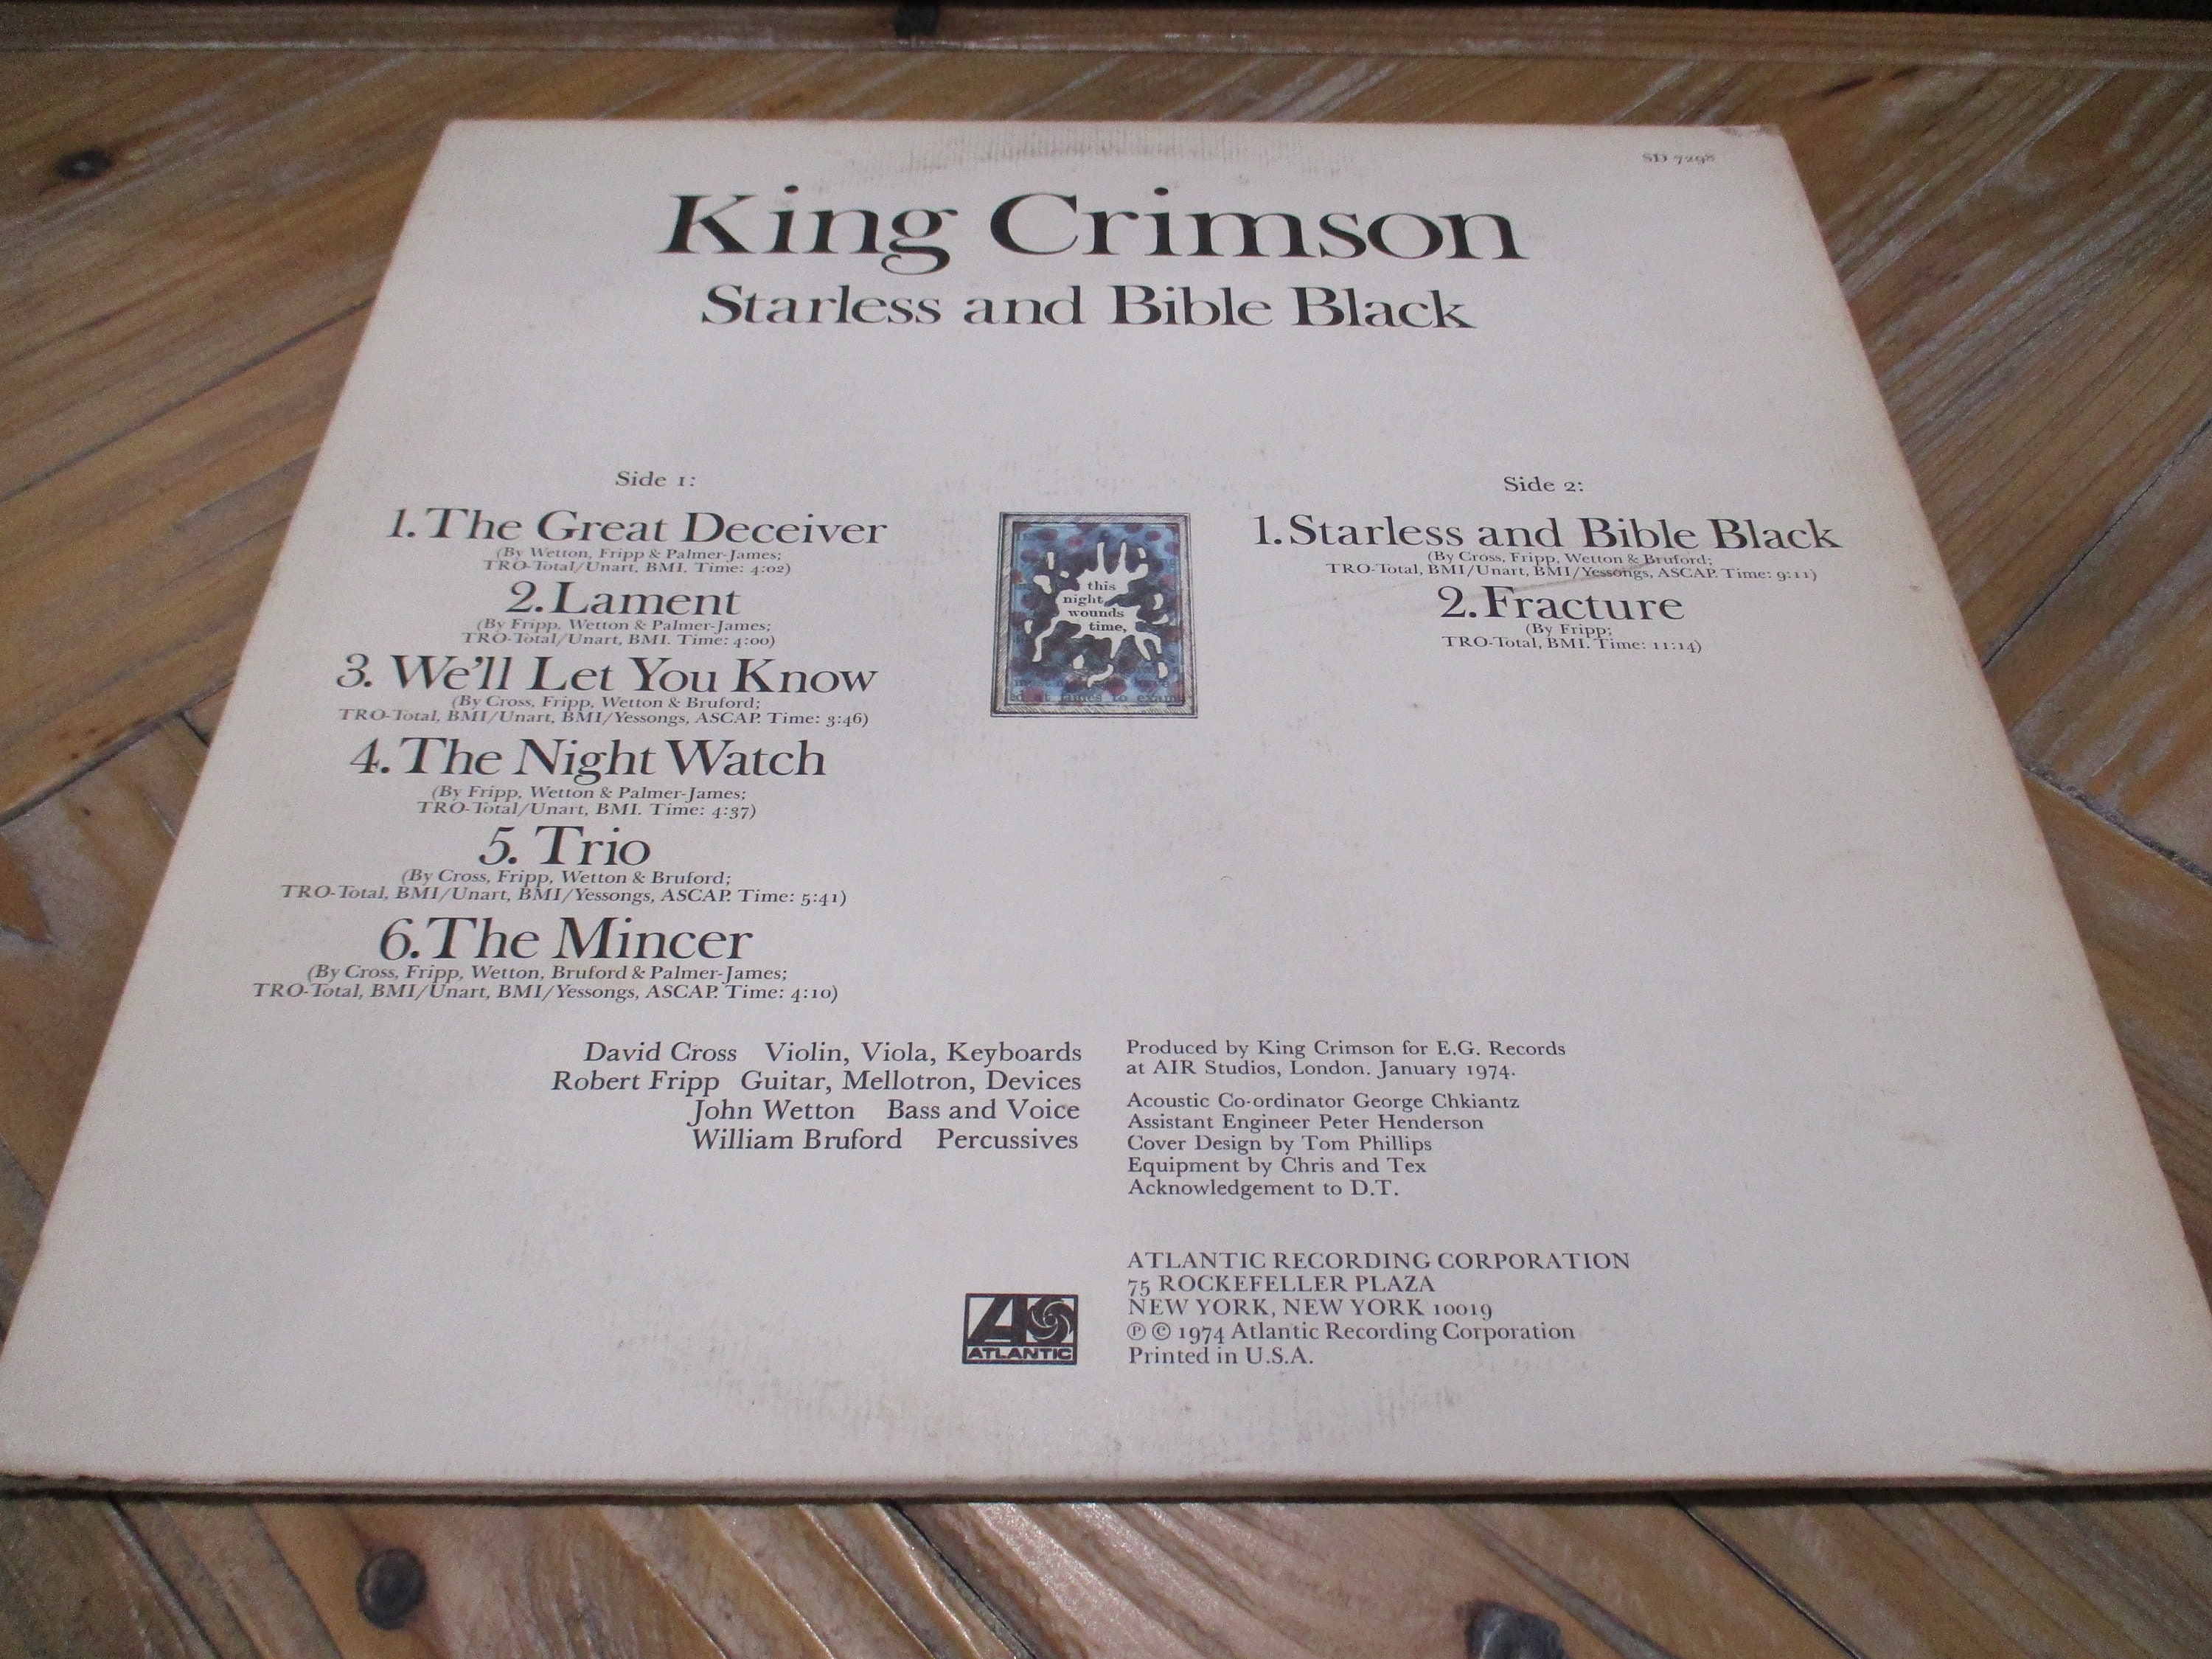 SD 7298
King Crimson
Starless and Bible Black
Side 1:
1. The Great Deceiver
(By Wetton, Fripp & Palmer-James;
TRO-Total/Unart, BMI. Time: 4:02)
2. Lament
(By Fripp, Wetton & Palmer-James;
TRO-Total/Unart, BMI. Time: 4:00)
3. We'll Let You Know
(By Cross, Fripp, Wetton & Bruford;
TRO-Total, BMI/Unart, BMI/Yessongs, ASCAP. Time: 3:46)
4. The Night Watch
(By Fripp, Wetton & Palmer-James;
TRO-Total/Unart, BMI. Time: 4:37)
5. Trio
(By Cross, Fripp, Wetton & Bruford;
TRO-Total, BMI/Unart, BMI/Yessongs, ASCAP. Time: 5:41)
6. The Mincer
(By Cross, Fripp, Wetton, Bruford & Palmer-James;
TRO-Total, BMI/Unart, BMI/Yessongs, ASCAP. Time: 4:10)
this
night
wounds
time,
Side 2:
1. Starless and Bible Black
(By Cross, Fripp, Wetton & Bruford;
TRO-Total, BMI/Unart, BMI/Yessongs, ASCAP. Time: 9:11)
2. Fracture
(By Fripp;
TRO-Total, BMI. Time: 11:14)
David Cross Violin, Viola, Keyboards
Robert Fripp Guitar, Mellotron, Devices
John Wetton Bass and Voice
William Bruford Percussives
Produced by King Crimson for E.G. Records
at AIR Studios, London. January 1974.
Acoustic Co-ordinator George Chkiantz
Assistant Engineer Peter Henderson
Cover Design by Tom Phillips
Equipment by Chris and Tex
Acknowledgement to D.T.
ATLANTIC
ATLANTIC RECORDING CORPORATION
75 ROCKEFELLER PLAZA
NEW YORK, NEW YORK 10019
℗ © 1974 Atlantic Recording Corporation
Printed in U.S.A.